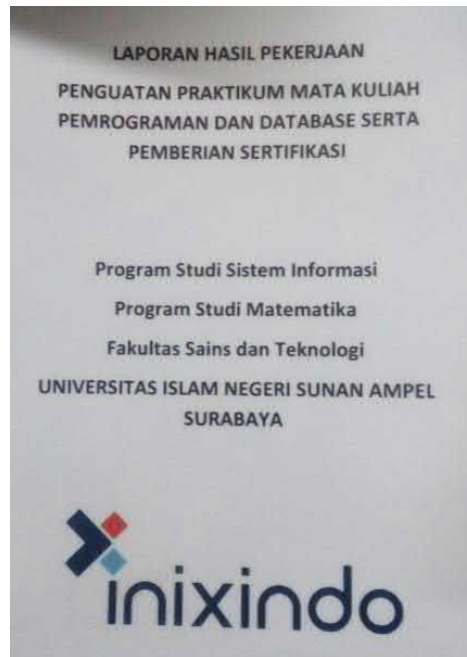 LAPORAN HASIL PEKERJAAN
PENGUATAN PRAKTIKUM MATA KULIAH
PEMROGRAMAN DAN DATABASE SERTA
PEMBERIAN SERTIFIKASI
Program Studi Sistem Informasi
Program Studi Matematika
Fakultas Sains dan Teknologi
UNIVERSITAS ISLAM NEGERI SUNAN AMPEL
SURABAYA
inixindo